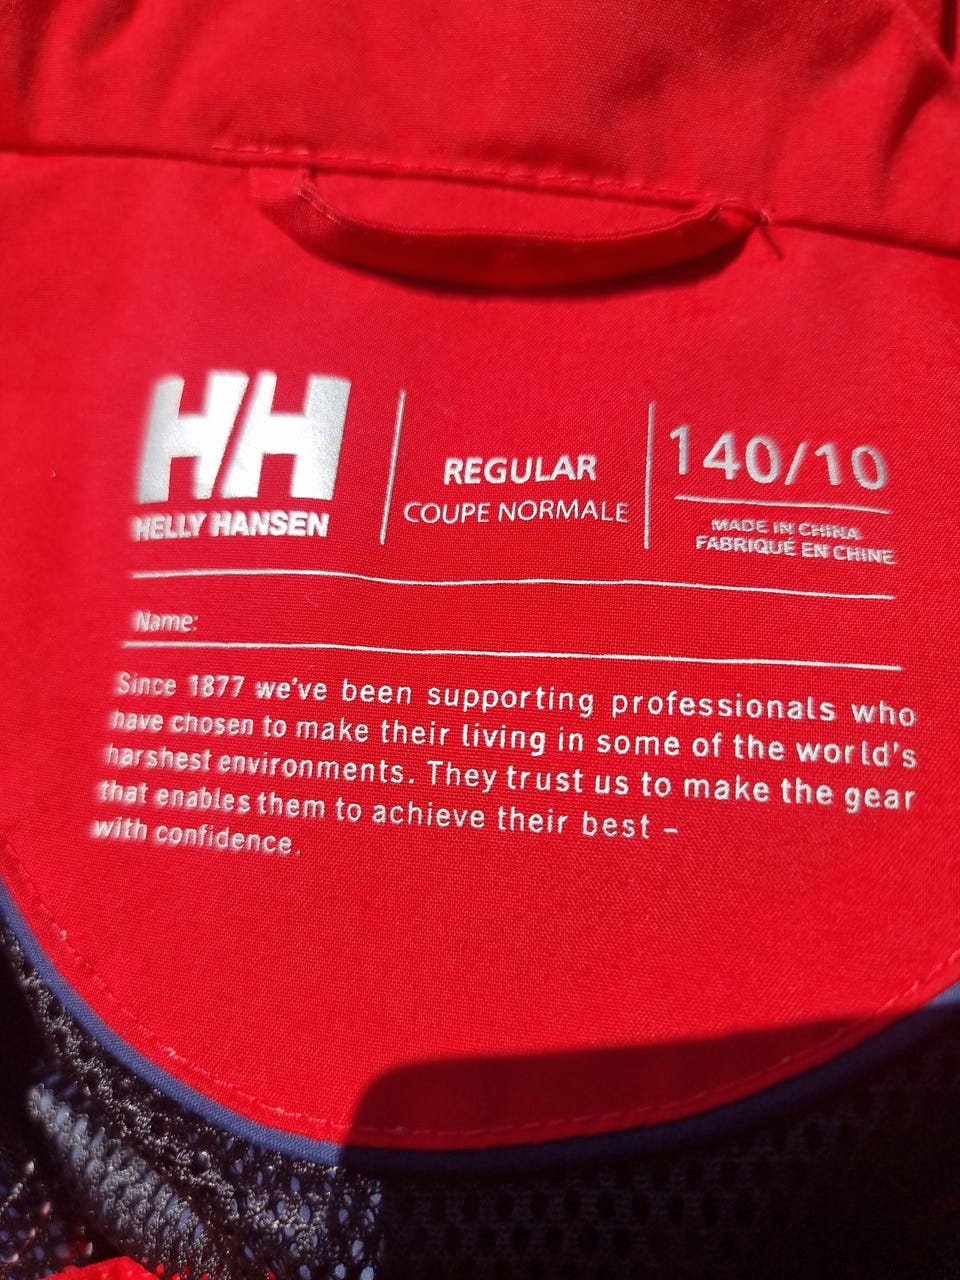 HH
HELLY HANSEN
REGULAR
COUPE NORMALE
140/10
MADE IN CHINA
FABRIQUÉ EN CHINE
Name:
Since 1877 we've been supporting professionals who
have chosen to make their living in some of the world's
harshest environments. They trust us to make the gear
that enables them to achieve their best –
with confidence.